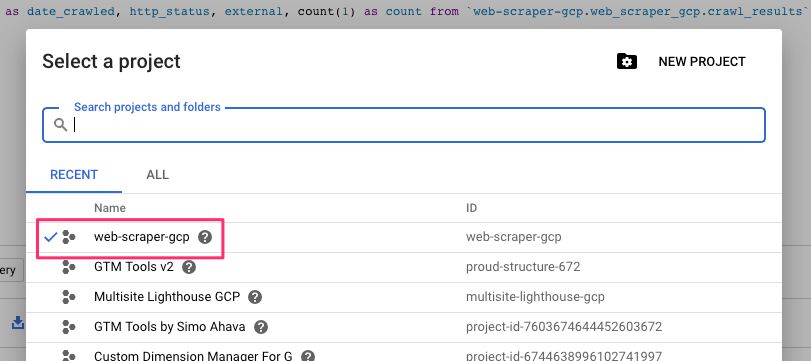 as date_crawled, http_status, external, count(1) as count from `web-scraper-gcp.web_scraper_gcp.crawl_results`
Select a project
NEW PROJECT
Search projects and folders
RECENT ALL
Name ID
web-scraper-gcp web-scraper-gcp
GTM Tools v2 proud-structure-672
Multisite Lighthouse GCP multisite-lighthouse-gcp
GTM Tools by Simo Ahava project-id-7603674644452603672
Custom Dimension Manager For G project-id-6744638996102741997
ery